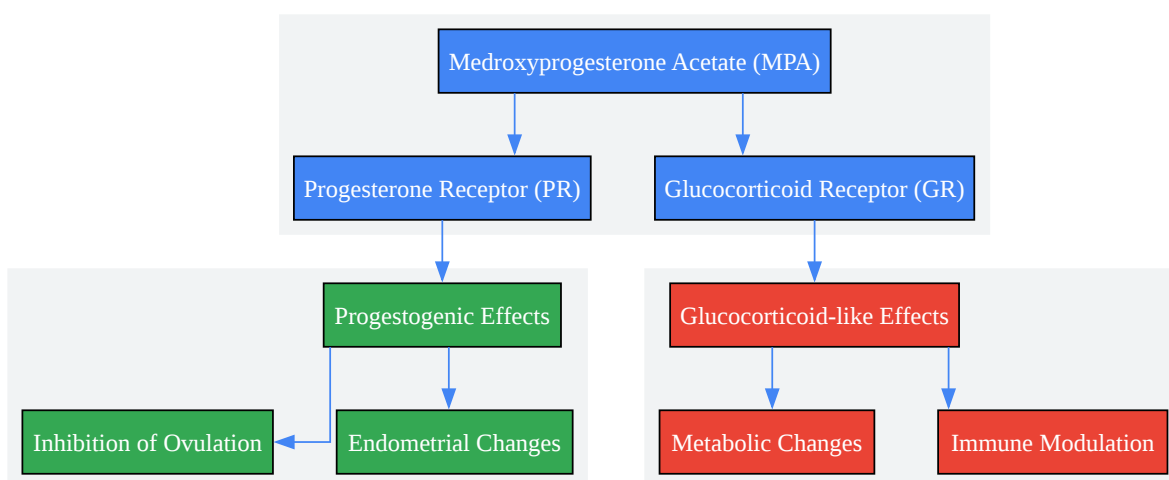 Medroxyprogesterone Acetate (MPA)
Progesterone Receptor (PR)
Glucocorticoid Receptor (GR)
Progestogenic Effects
Glucocorticoid-like Effects
Inhibition of Ovulation
Endometrial Changes
Metabolic Changes
Immune Modulation